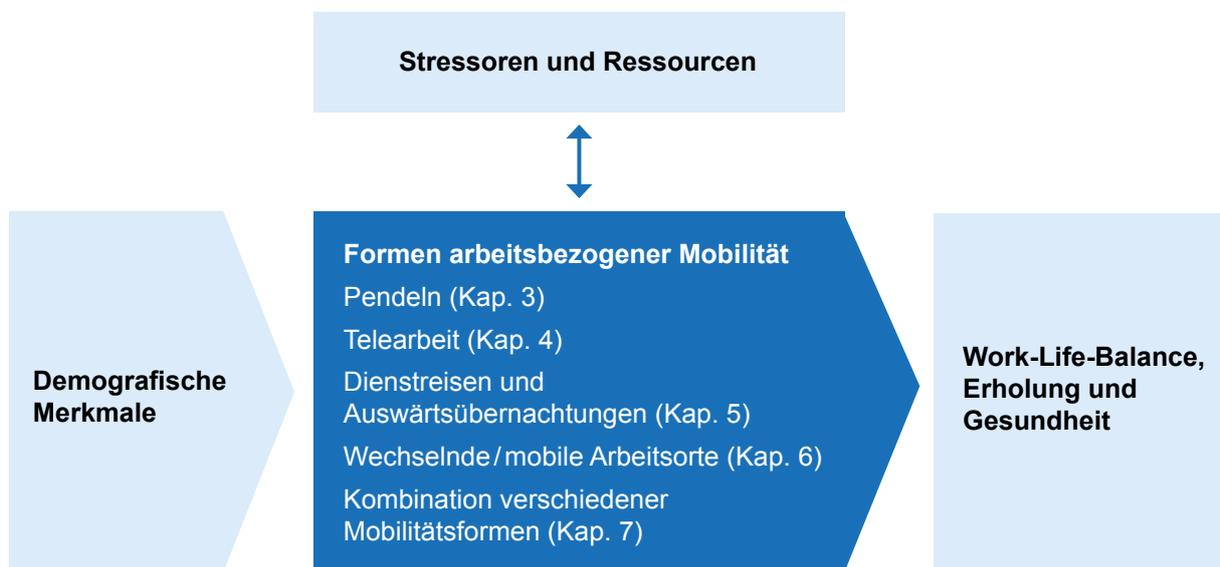 Stressoren und Ressourcen
Demografische
Merkmale
Formen arbeitsbezogener Mobilität
Pendeln (Kap. 3)
Telearbeit (Kap. 4)
Dienstreisen und
Auswärtsübernachtungen (Kap. 5)
Wechselnde/mobile Arbeitsorte (Kap. 6)
Kombination verschiedener
Mobilitätsformen (Kap. 7)
Work-Life-Balance,
Erholung und
Gesundheit